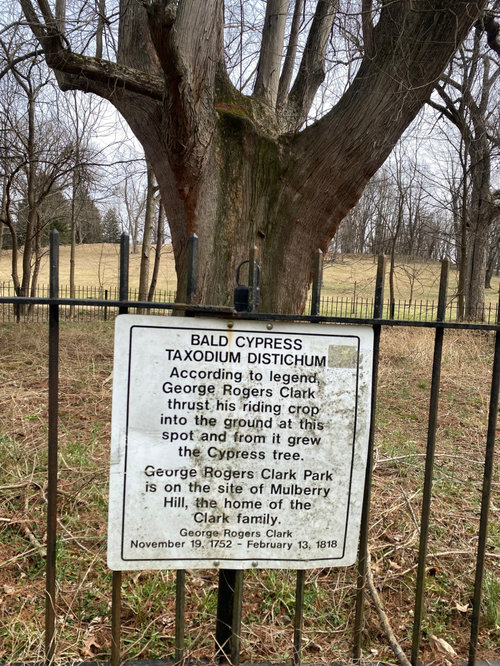 BALD CYPRESS
TAXODIUM DISTICHUM
According to legend,
George Rogers Clark
thrust his riding crop
into the ground at this
spot and from it grew
the Cypress tree.
George Rogers Clark Park
is on the site of Mulberry
Hill, the home of the
Clark family.
George Rogers Clark
November 19, 1752 - February 13, 1818